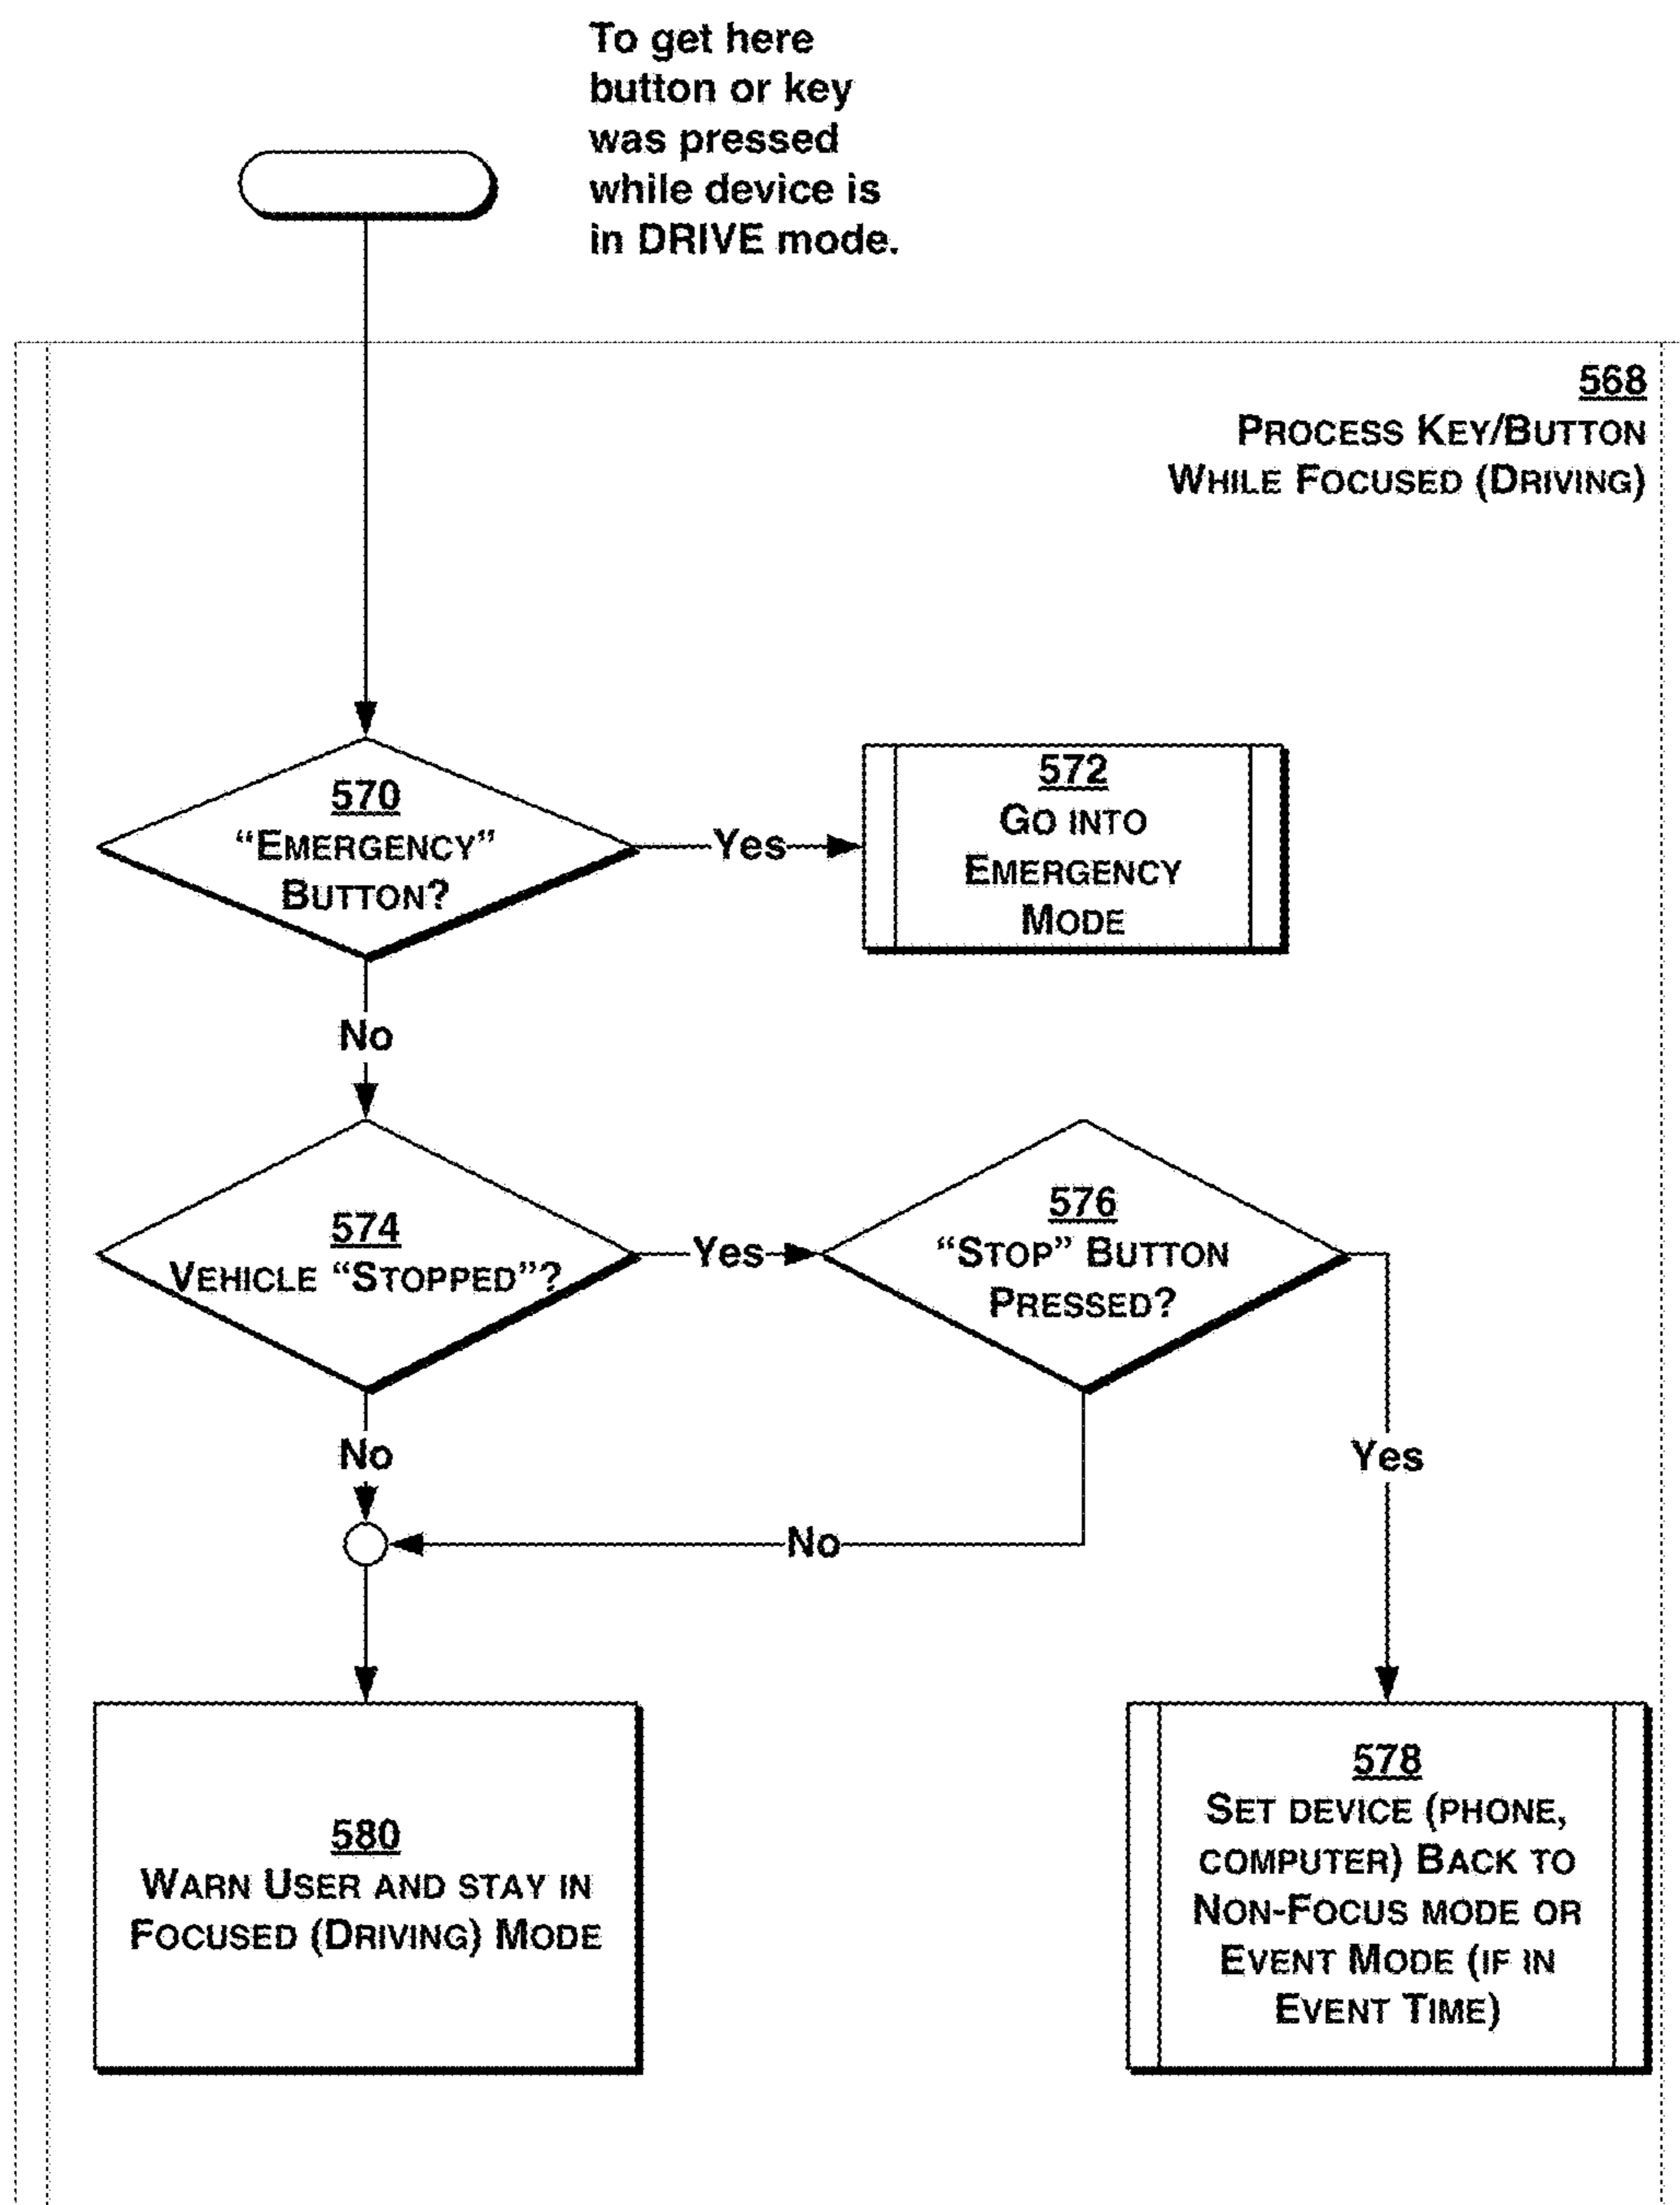 To get here
button or key
was pressed
while device is
in DRIVE mode.
568
PROCESS KEY/BUTTON
WHILE FOCUSED (DRIVING)
570
“EMERGENCY”
BUTTON?
Yes
572
GO INTO
EMERGENCY
MODE
No
574
VEHICLE “STOPPED”?
Yes
576
“STOP” BUTTON
PRESSED?
No
Yes
No
580
WARN USER AND STAY IN
FOCUSED (DRIVING) MODE
578
SET DEVICE (PHONE,
COMPUTER) BACK TO
NON-FOCUS MODE OR
EVENT MODE (IF IN
EVENT TIME)